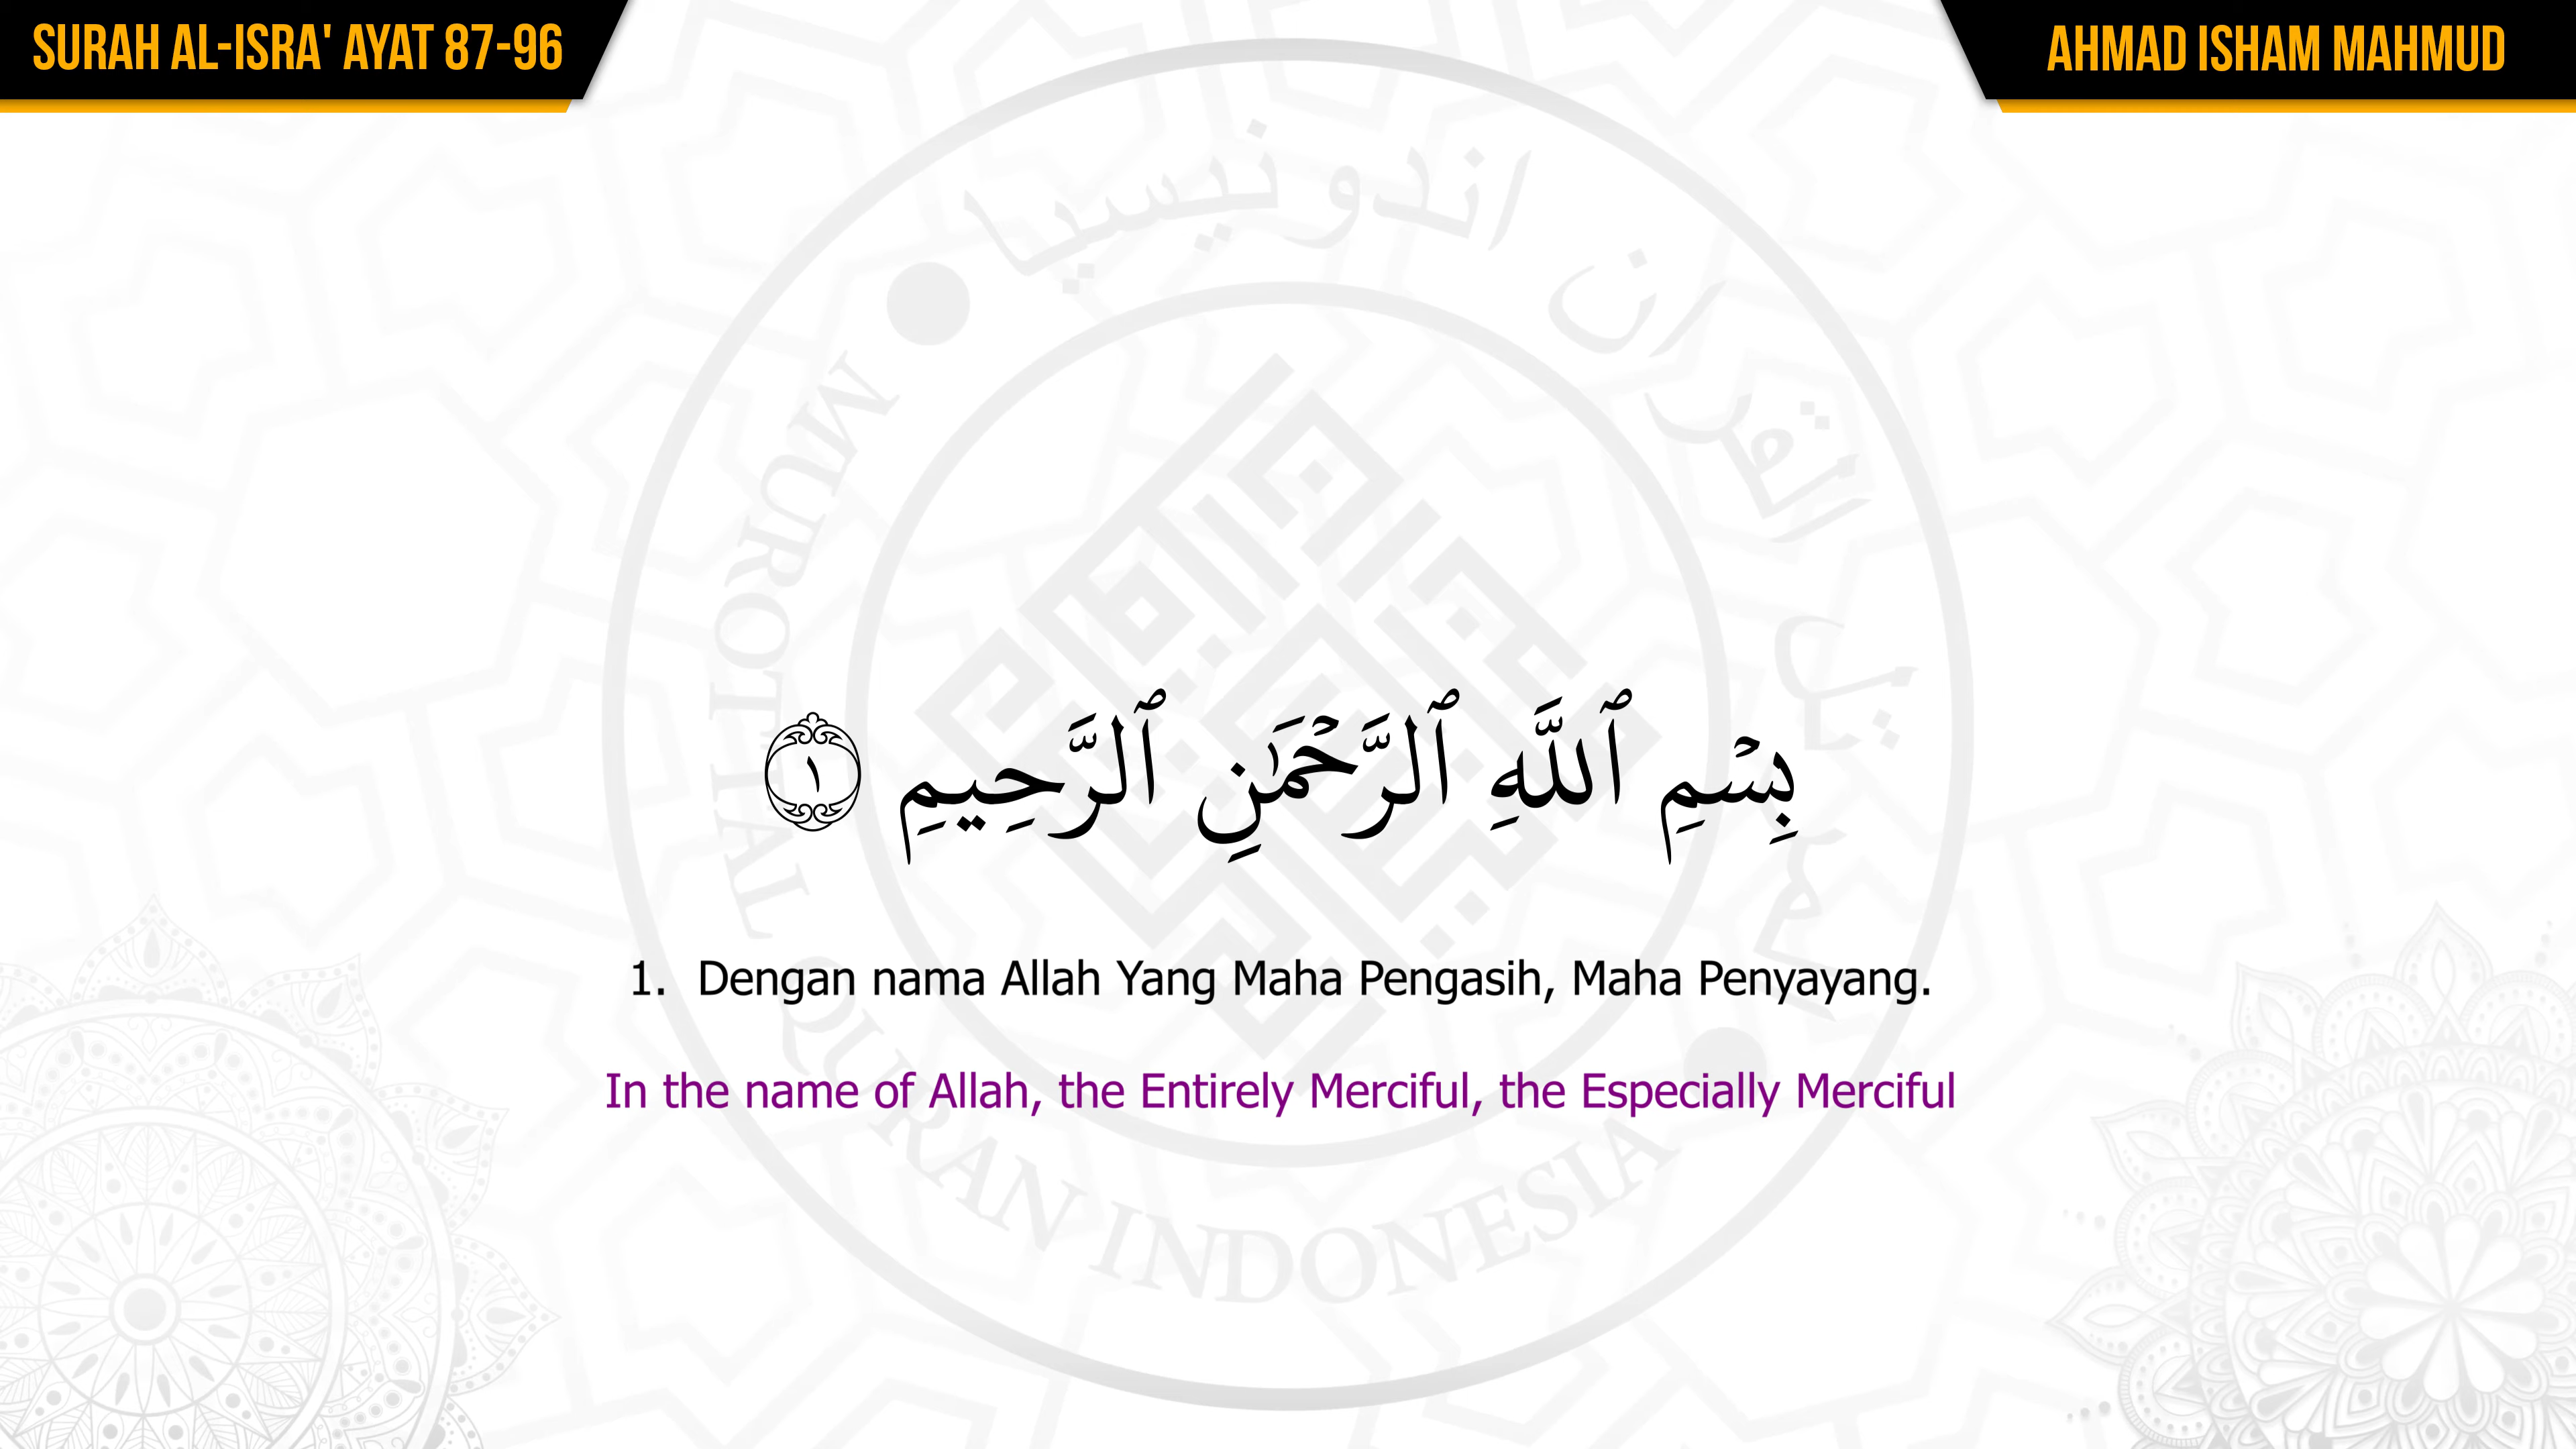 SURAH AL-ISRA' AYAT 87-96
AHMAD ISHAM MAHMUD
بِسْمِ ٱللَّهِ ٱلرَّحْمَٰنِ ٱلرَّحِيمِ ١
1. Dengan nama Allah Yang Maha Pengasih, Maha Penyayang.
In the name of Allah, the Entirely Merciful, the Especially Merciful
MUROTTAL QURAN INDONESIA